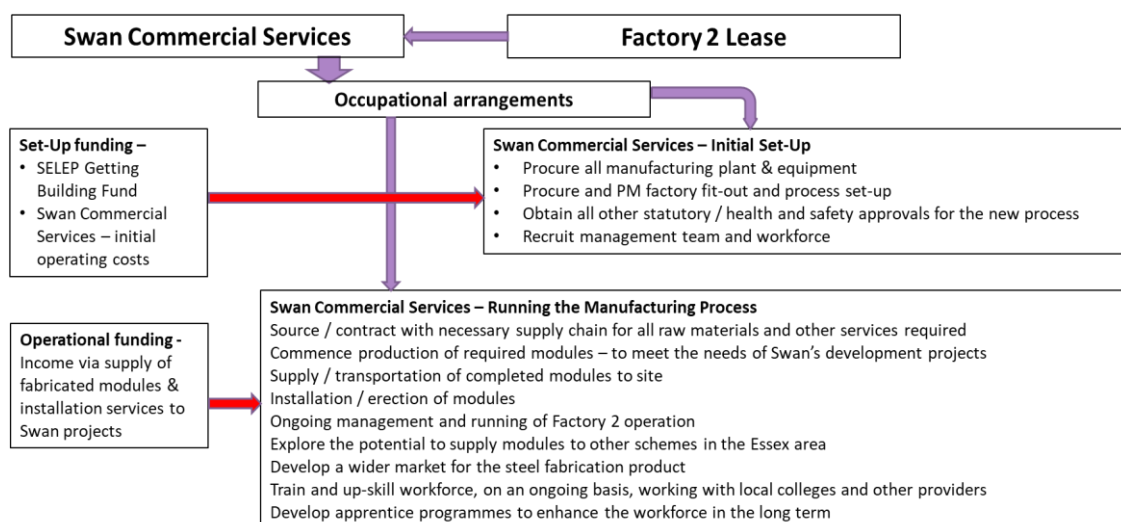 Swan Commercial Services
Factory 2 Lease
Occupational arrangements
Set-Up funding –
• SELEP Getting
Building Fund
• Swan Commercial
Services – initial
operating costs
Swan Commercial Services – Initial Set-Up
• Procure all manufacturing plant & equipment
• Procure and PM factory fit-out and process set-up
• Obtain all other statutory / health and safety approvals for the new process
• Recruit management team and workforce
Operational funding -
Income via supply of
fabricated modules &
installation services to
Swan projects
Swan Commercial Services – Running the Manufacturing Process
Source / contract with necessary supply chain for all raw materials and other services required
Commence production of required modules – to meet the needs of Swan’s development projects
Supply / transportation of completed modules to site
Installation / erection of modules
Ongoing management and running of Factory 2 operation
Explore the potential to supply modules to other schemes in the Essex area
Develop a wider market for the steel fabrication product
Train and up-skill workforce, on an ongoing basis, working with local colleges and other providers
Develop apprentice programmes to enhance the workforce in the long term